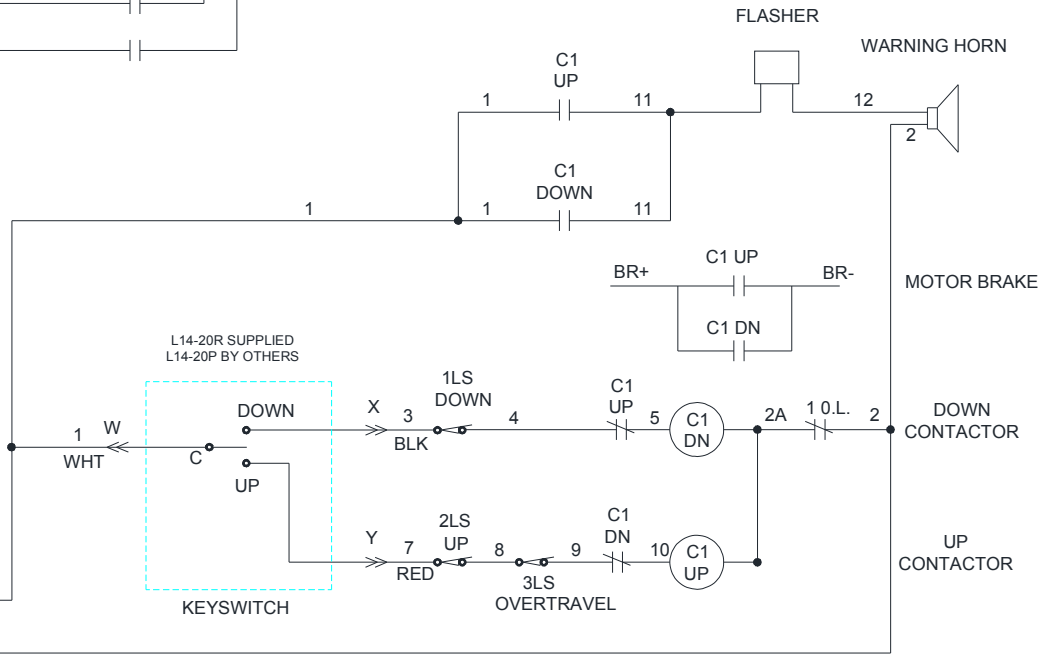 FLASHER
WARNING HORN
C1
UP
1
11
12
2
C1
DOWN
1
1
11
C1 UP
BR+
BR-
MOTOR BRAKE
C1 DN
L14-20R SUPPLIED
L14-20P BY OTHERS
1LS
DOWN
C1
UP
DOWN
X
3
4
5
C1
DN
2A
1 O.L.
2
DOWN
CONTACTOR
1
W
WHT
C
BLK
UP
Y
7
RED
2LS
UP
8
9
C1
DN
10
C1
UP
UP
CONTACTOR
3LS
OVERTRAVEL
KEYSWITCH